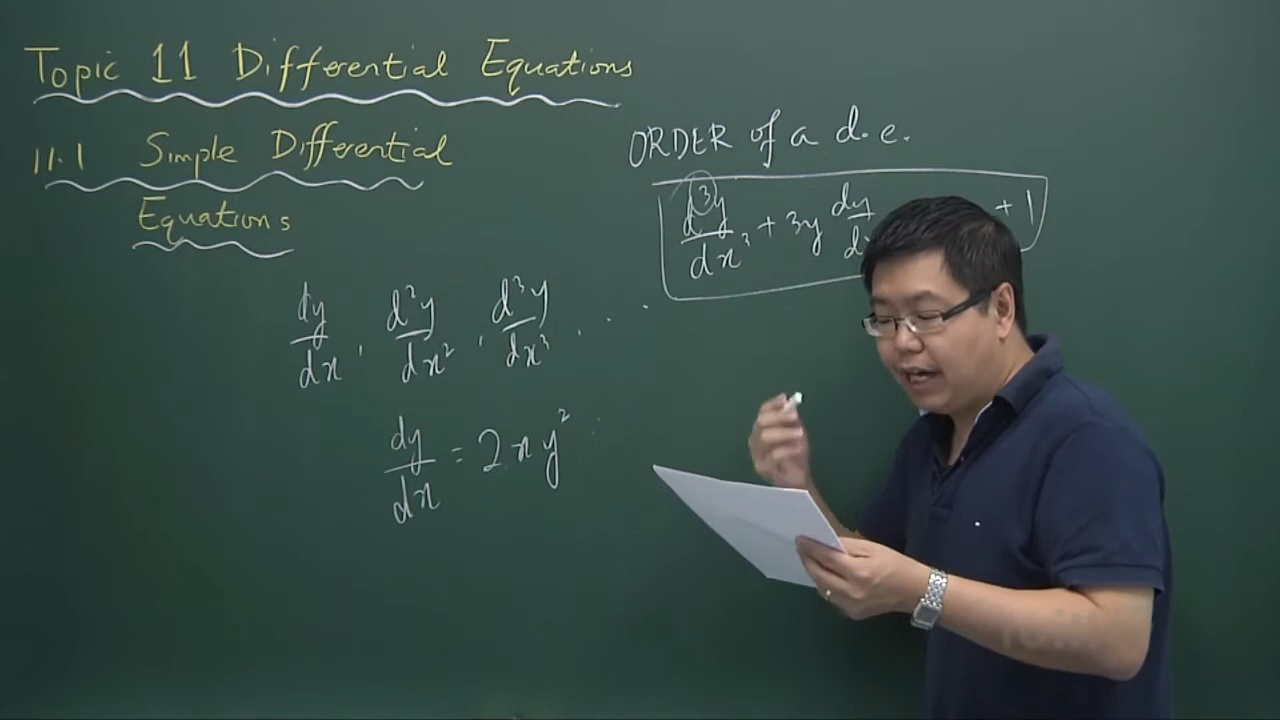 Topic 11 Differential Equations
11.1 Simple Differential
Equations
ORDER of a d.e.
d³y/dx³ + 3y dy/d + 1
dy/dx, d²y/dx², d³y/dx³, . . .
dy/dx = 2xy²